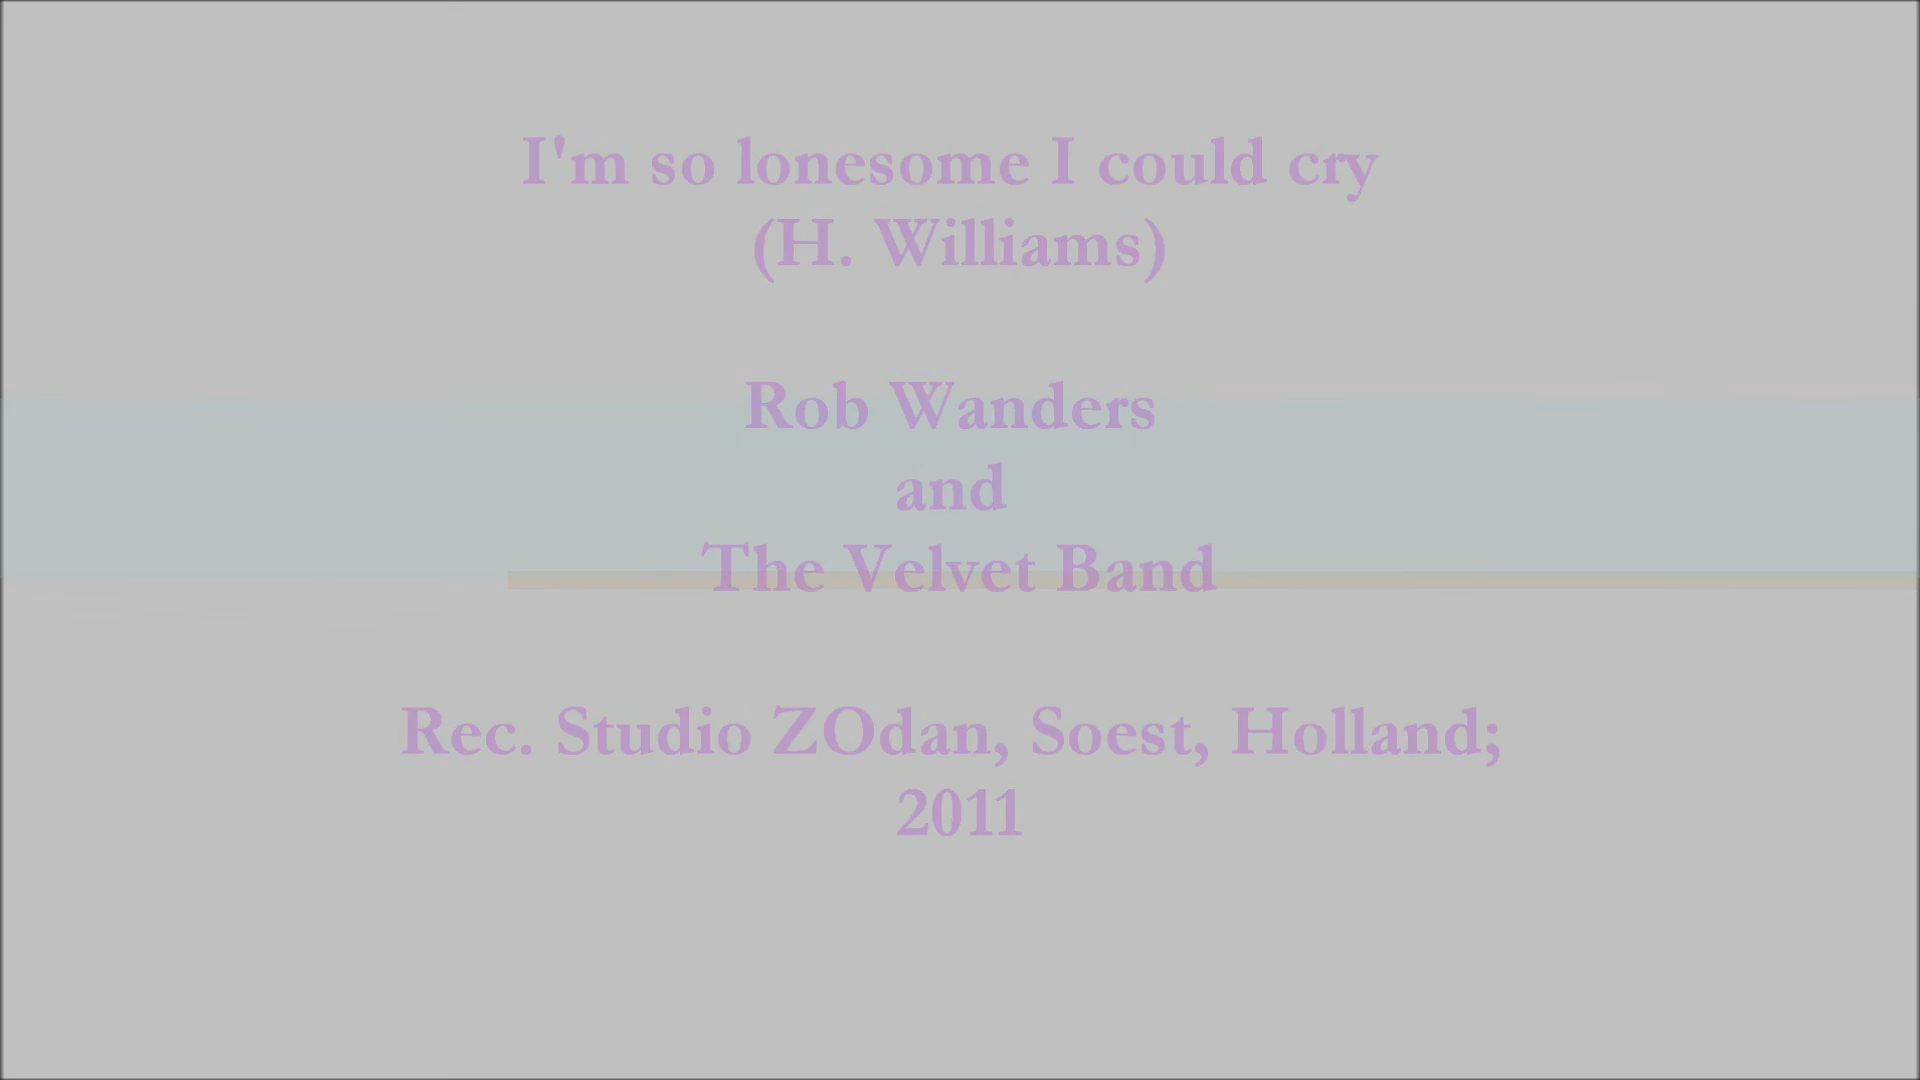 I'm so lonesome I could cry
(H. Williams)
Rob Wanders
and
The Velvet Band
Rec. Studio ZOdan, Soest, Holland;
2011